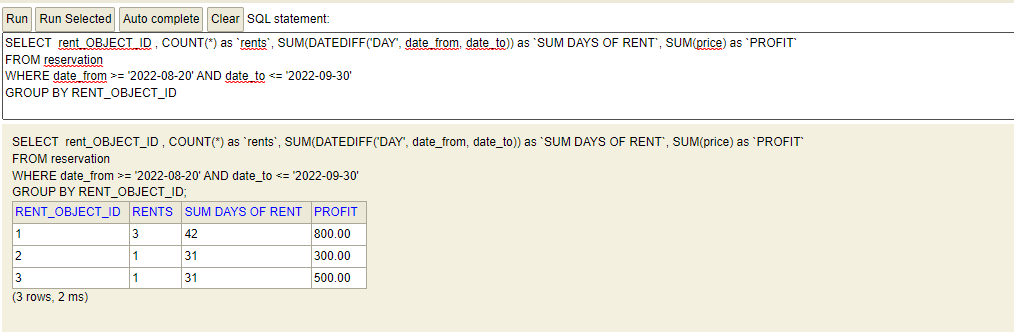 Run Run Selected Auto complete Clear SQL statement:
SELECT rent_OBJECT_ID , COUNT(*) as `rents`, SUM(DATEDIFF('DAY', date_from, date_to)) as `SUM DAYS OF RENT`, SUM(price) as `PROFIT`
FROM reservation
WHERE date_from >= '2022-08-20' AND date_to <= '2022-09-30'
GROUP BY RENT_OBJECT_ID
SELECT rent_OBJECT_ID , COUNT(*) as `rents`, SUM(DATEDIFF('DAY', date_from, date_to)) as `SUM DAYS OF RENT`, SUM(price) as `PROFIT`
FROM reservation
WHERE date_from >= '2022-08-20' AND date_to <= '2022-09-30'
GROUP BY RENT_OBJECT_ID;
RENT_OBJECT_ID RENTS SUM DAYS OF RENT PROFIT
1 3 42 800.00
2 1 31 300.00
3 1 31 500.00
(3 rows, 2 ms)